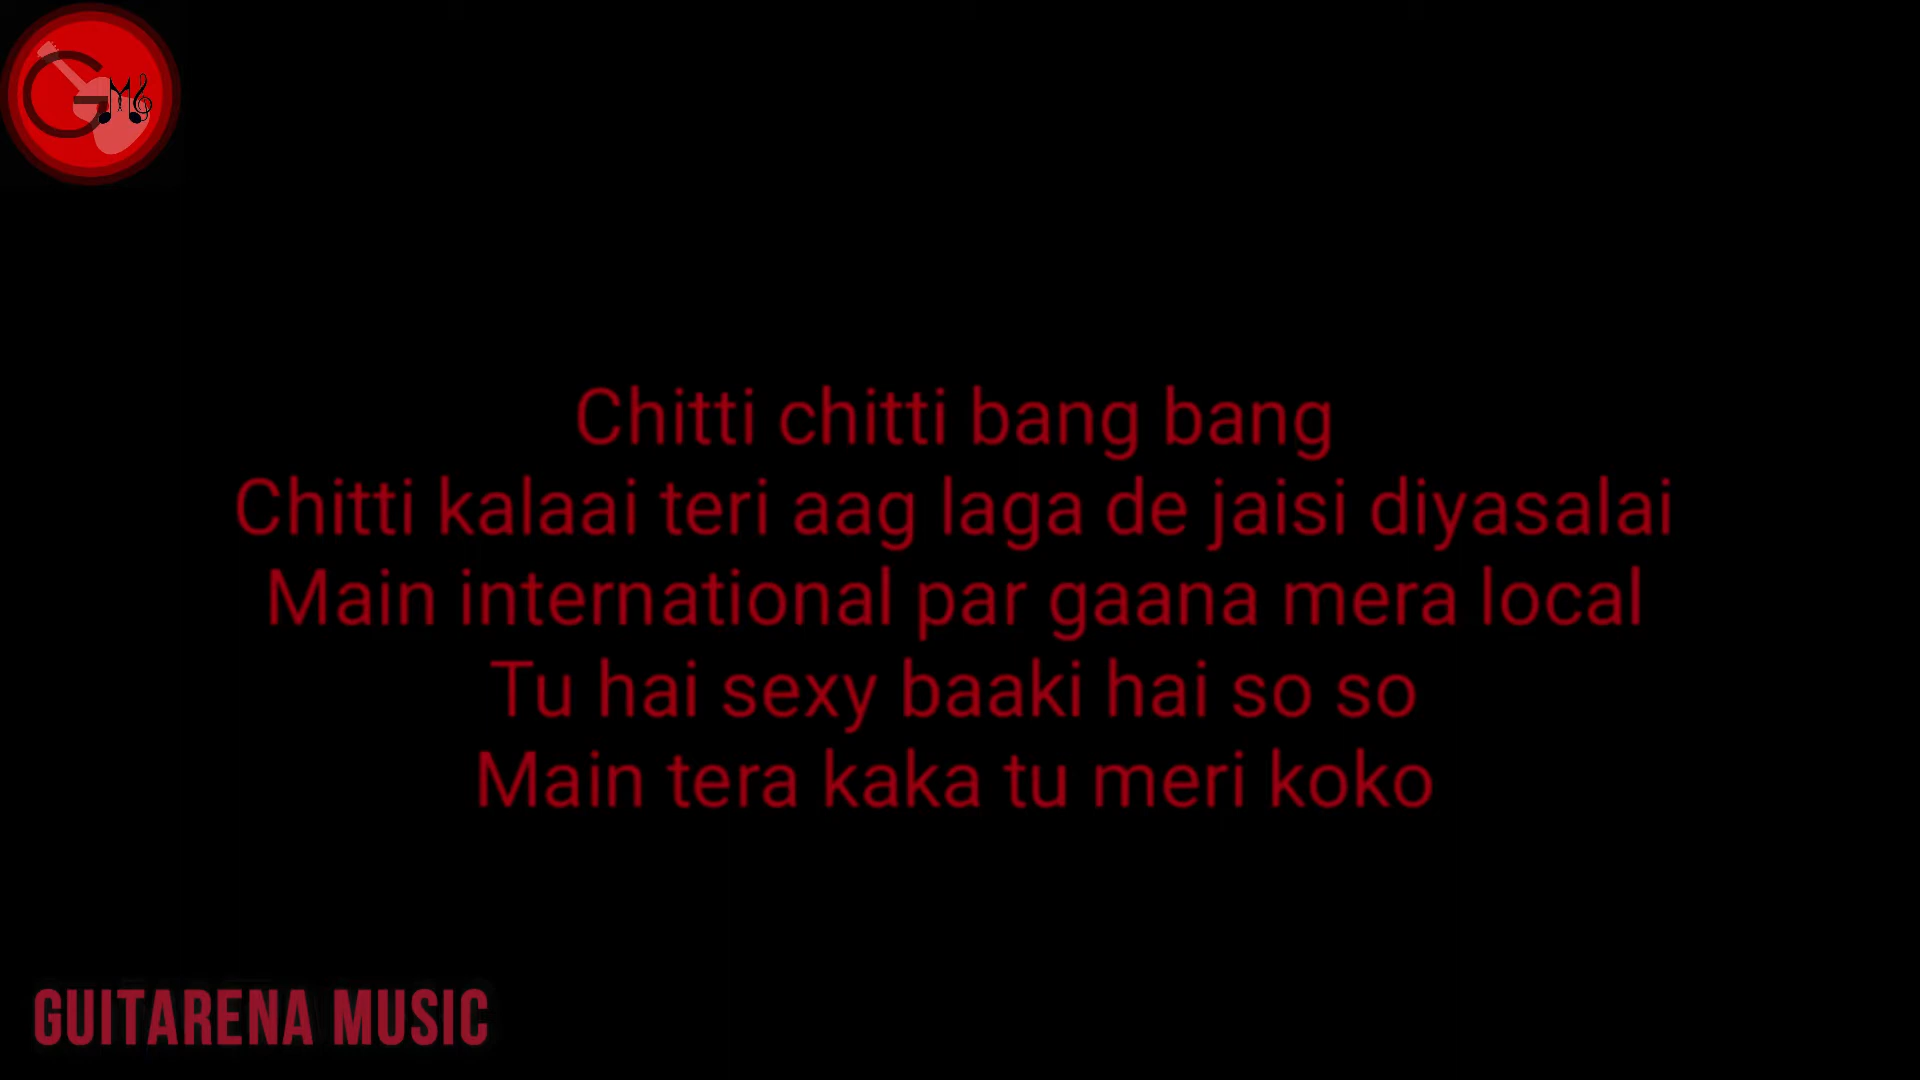 GM
Chitti chitti bang bang
Chitti kalaai teri aag laga de jaisi diyasalai
Main international par gaana mera local
Tu hai sexy baaki hai so so
Main tera kaka tu meri koko
GUITARENA MUSIC